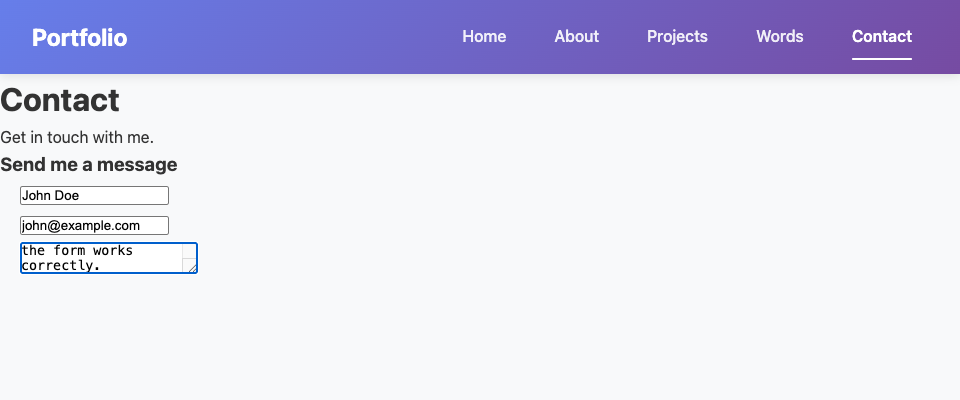 Portfolio
Home About Projects Words Contact
Contact
Get in touch with me.
Send me a message
John Doe
john@example.com
the form works
correctly.